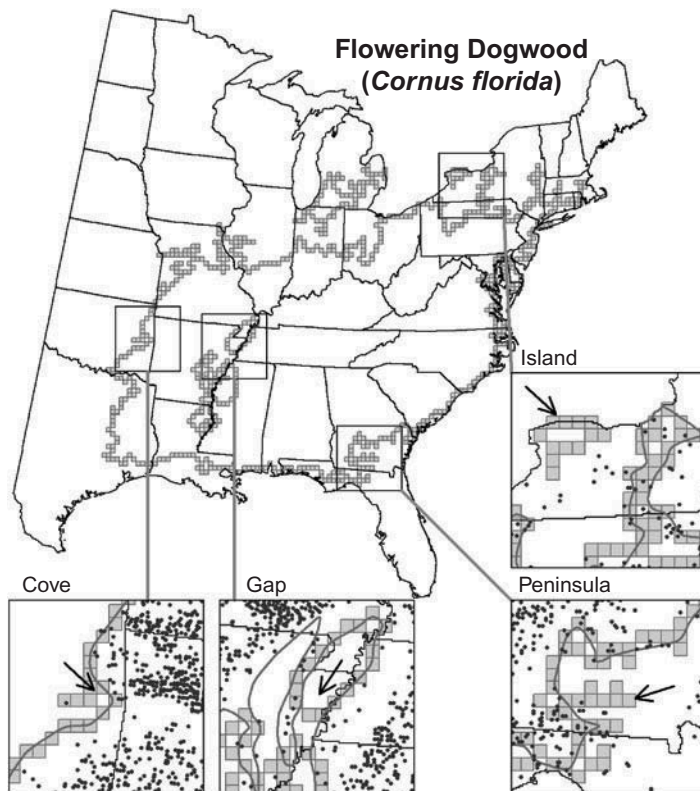 Flowering Dogwood
(Cornus florida)
Island
Cove
Gap
Peninsula